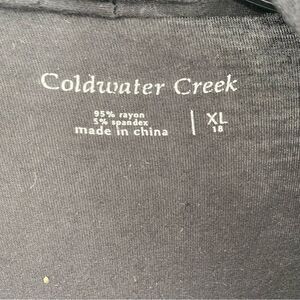 Coldwater Creek
95% rayon
5% spandex
made in china
XL
18